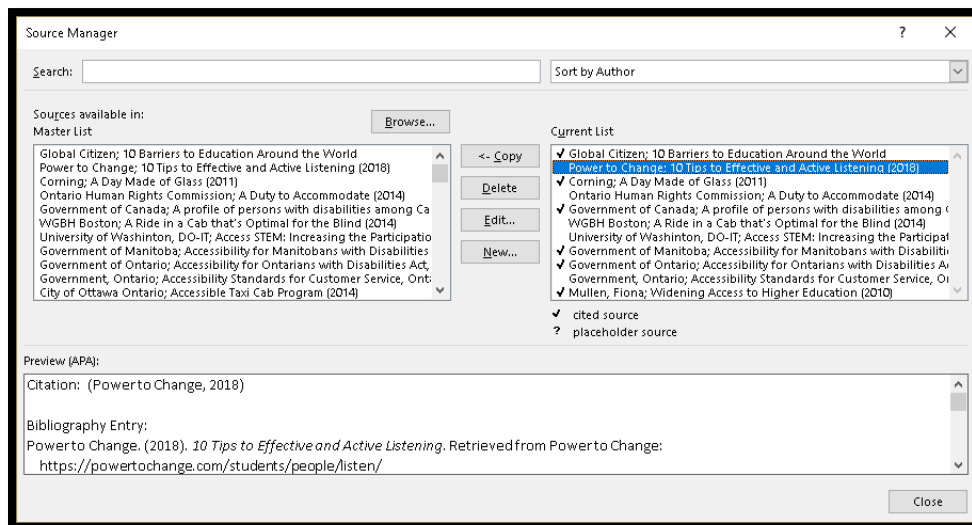 Source Manager
? X
Search:
Sort by Author
Sources available in:
Master List
Browse...
Current List
Global Citizen; 10 Barriers to Education Around the World
Power to Change; 10 Tips to Effective and Active Listening (2018)
Corning; A Day Made of Glass (2011)
Ontario Human Rights Commission; A Duty to Accommodate (2014)
Government of Canada; A profile of persons with disabilities among Ca
WGBH Boston; A Ride in a Cab that's Optimal for the Blind (2014)
University of Washinton, DO-IT; Access STEM: Increasing the Participatio
Government of Manitoba; Accessibility for Manitobans with Disabilities
Government of Ontario; Accessibility for Ontarians with Disabilities Act,
Government, Ontario; Accessibility Standards for Customer Service, Ont
City of Ottawa Ontario; Accessible Taxi Cab Program (2014)
<- Copy
Delete
Edit...
New...
✓ Global Citizen; 10 Barriers to Education Around the World
Power to Change; 10 Tips to Effective and Active Listening (2018)
✓ Corning; A Day Made of Glass (2011)
Ontario Human Rights Commission; A Duty to Accommodate (2014)
✓ Government of Canada; A profile of persons with disabilities among
WGBH Boston; A Ride in a Cab that's Optimal for the Blind (2014)
University of Washinton, DO-IT; Access STEM: Increasing the Participat
✓ Government of Manitoba; Accessibility for Manitobans with Disabiliti
✓ Government of Ontario; Accessibility for Ontarians with Disabilities A
Government, Ontario; Accessibility Standards for Customer Service, O
✓ Mullen, Fiona; Widening Access to Higher Education (2010)
✓ cited source
? placeholder source
Preview (APA):
Citation: (Power to Change, 2018)
Bibliography Entry:
Power to Change. (2018). 10 Tips to Effective and Active Listening. Retrieved from Power to Change:
https://powertochange.com/students/people/listen/
Close